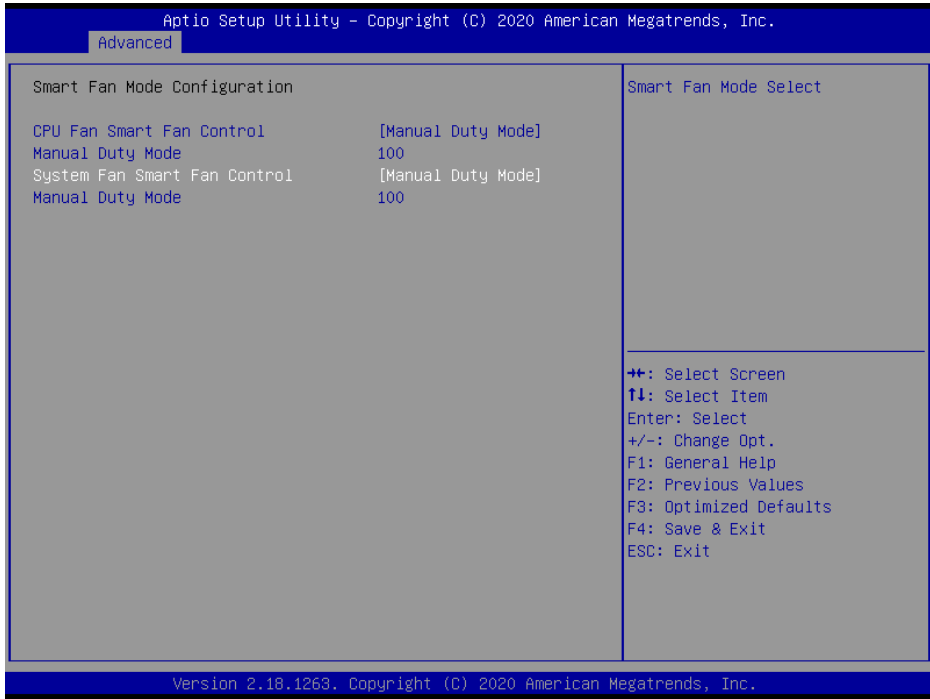 Aptio Setup Utility – Copyright (C) 2020 American Megatrends, Inc.
Advanced
Smart Fan Mode Configuration
CPU Fan Smart Fan Control [Manual Duty Mode]
Manual Duty Mode 100
System Fan Smart Fan Control [Manual Duty Mode]
Manual Duty Mode 100
Smart Fan Mode Select
→←: Select Screen
↑↓: Select Item
Enter: Select
+/-: Change Opt.
F1: General Help
F2: Previous Values
F3: Optimized Defaults
F4: Save & Exit
ESC: Exit
Version 2.18.1263. Copyright (C) 2020 American Megatrends, Inc.